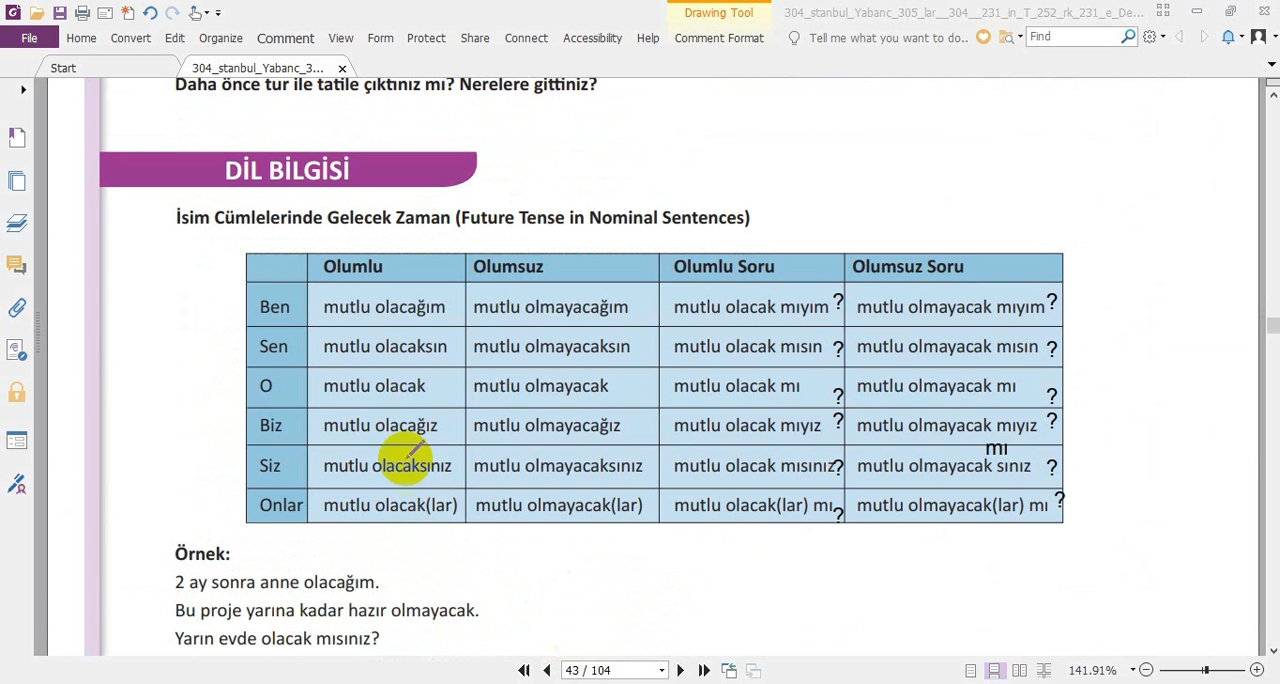 Drawing Tool
304_stanbul_Yabanc_305_lar__304__231_in_T_252_rk_231_e_De...
File Home Convert Edit Organize Comment View Form Protect Share Connect Accessibility Help Comment Format Tell me what you want to do.. Find
Start 304_stanbul_Yabanc_3...
Daha önce tur ile tatile çıktınız mı? Nerelere gittiniz?
DİL BİLGİSİ
İsim Cümlelerinde Gelecek Zaman (Future Tense in Nominal Sentences)
Olumlu Olumsuz Olumlu Soru Olumsuz Soru
Ben mutlu olacağım mutlu olmayacağım mutlu olacak mıyım ? mutlu olmayacak mıyım ?
Sen mutlu olacaksın mutlu olmayacaksın mutlu olacak mısın ? mutlu olmayacak mısın ?
O mutlu olacak mutlu olmayacak mutlu olacak mı ? mutlu olmayacak mı ?
Biz mutlu olacağız mutlu olmayacağız mutlu olacak mıyız ? mutlu olmayacak mıyız ?
mı
Siz mutlu olacaksınız mutlu olmayacaksınız mutlu olacak mısınız? mutlu olmayacak sınız ?
Onlar mutlu olacak(lar) mutlu olmayacak(lar) mutlu olacak(lar) mı ? mutlu olmayacak(lar) mı ?
Örnek:
2 ay sonra anne olacağım.
Bu proje yarına kadar hazır olmayacak.
Yarın evde olacak mısınız?
43 / 104 141.91%